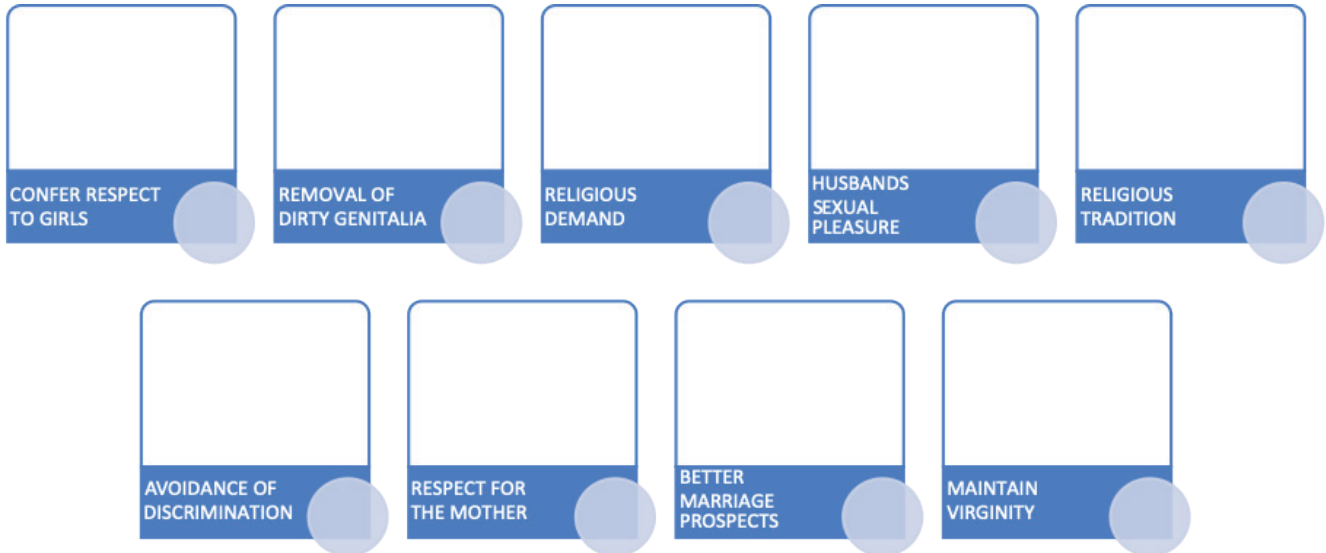 CONFER RESPECT
TO GIRLS
REMOVAL OF
DIRTY GENITALIA
RELIGIOUS
DEMAND
HUSBANDS
SEXUAL
PLEASURE
RELIGIOUS
TRADITION
AVOIDANCE OF
DISCRIMINATION
RESPECT FOR
THE MOTHER
BETTER
MARRIAGE
PROSPECTS
MAINTAIN
VIRGINITY